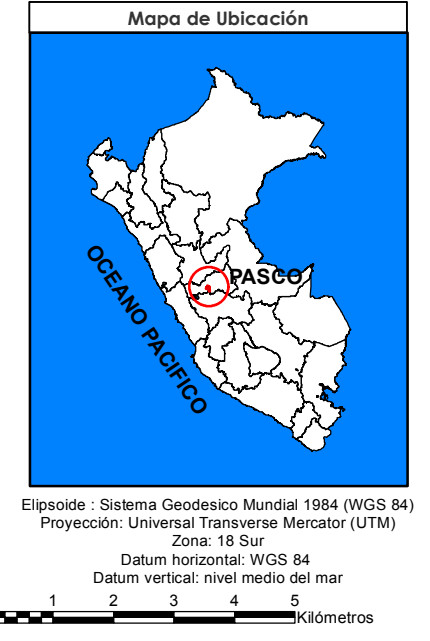 Mapa de Ubicación
PASCO
OCEANO PACIFICO
Elipsoide : Sistema Geodesico Mundial 1984 (WGS 84)
Proyección: Universal Transverse Mercator (UTM)
Zona: 18 Sur
Datum horizontal: WGS 84
Datum vertical: nivel medio del mar
1 2 3 4 5
Kilómetros